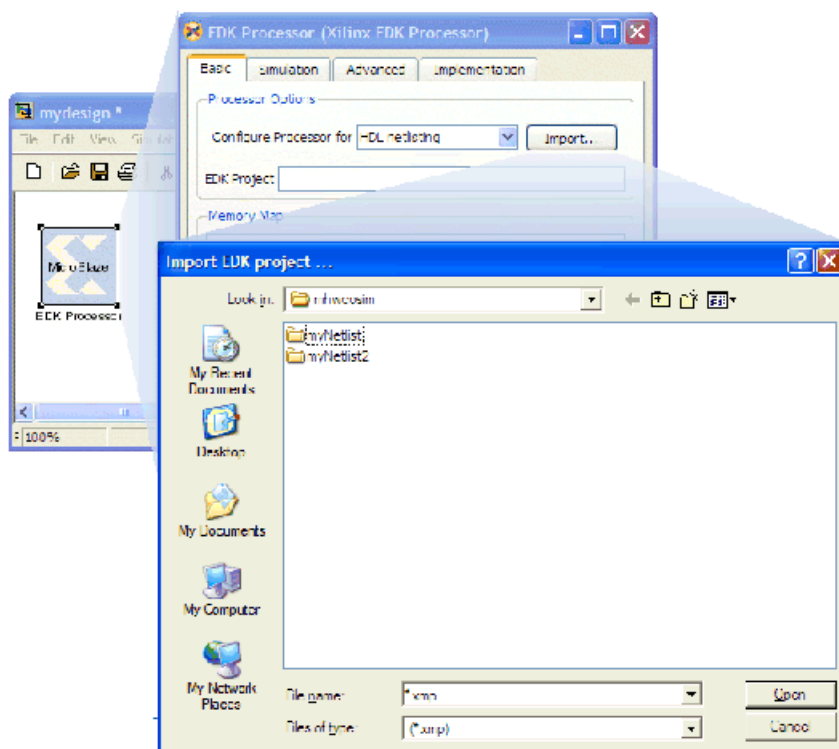 EDK Processor (Xilinx EDK Processor)
Basic Simulation Advanced Implementation
Processor Options
Configure Processor for HDL netlisting Import...
EDK Project
Memory Map
mydesign *
File Edit View
MicroBlaze
EDK Processor
100%
Import EDK project ...
Look in: mhwcosim
myNetlist
myNetlist2
My Recent
Documents
Desktop
My Documents
My Computer
My Network
Places
File name: *.xmp Open
Files of type: (*.xmp) Cancel